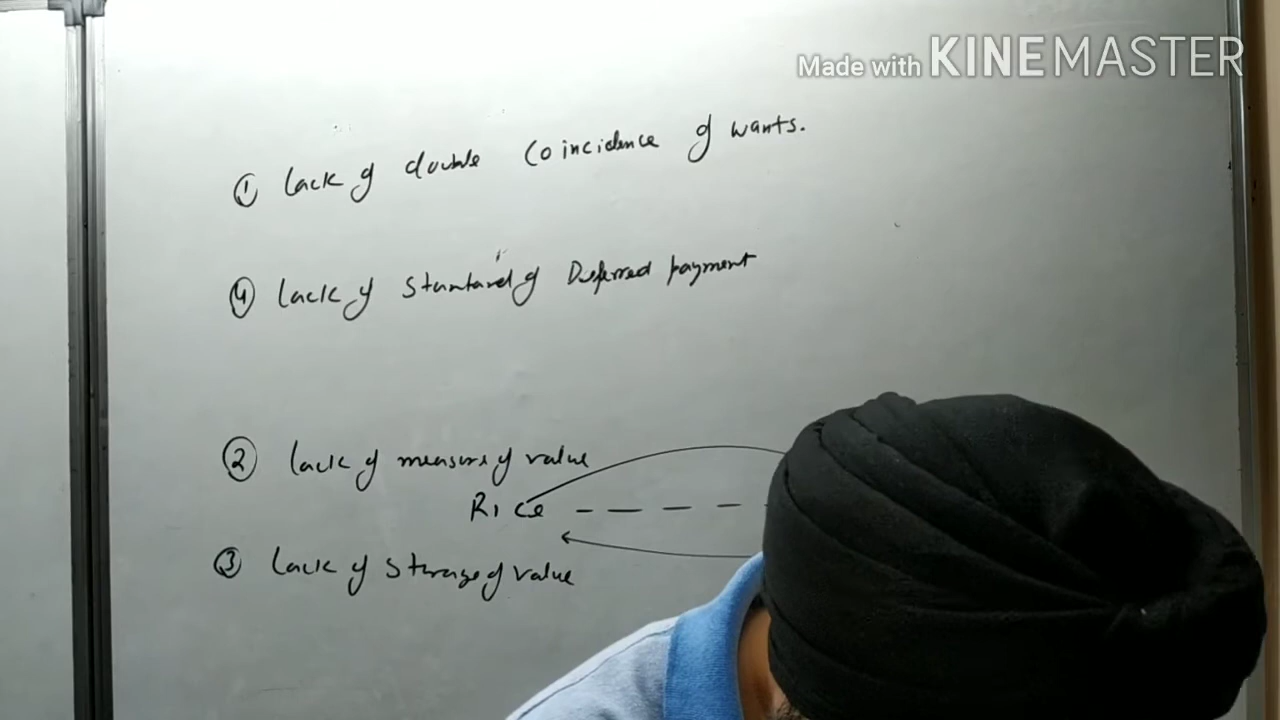 Made with KINEMASTER
① Lack of double Coincidence of wants.
④ Lack of Standard of Deferred payment
② Lack of measure of value
Rice
③ Lack of Storage of value